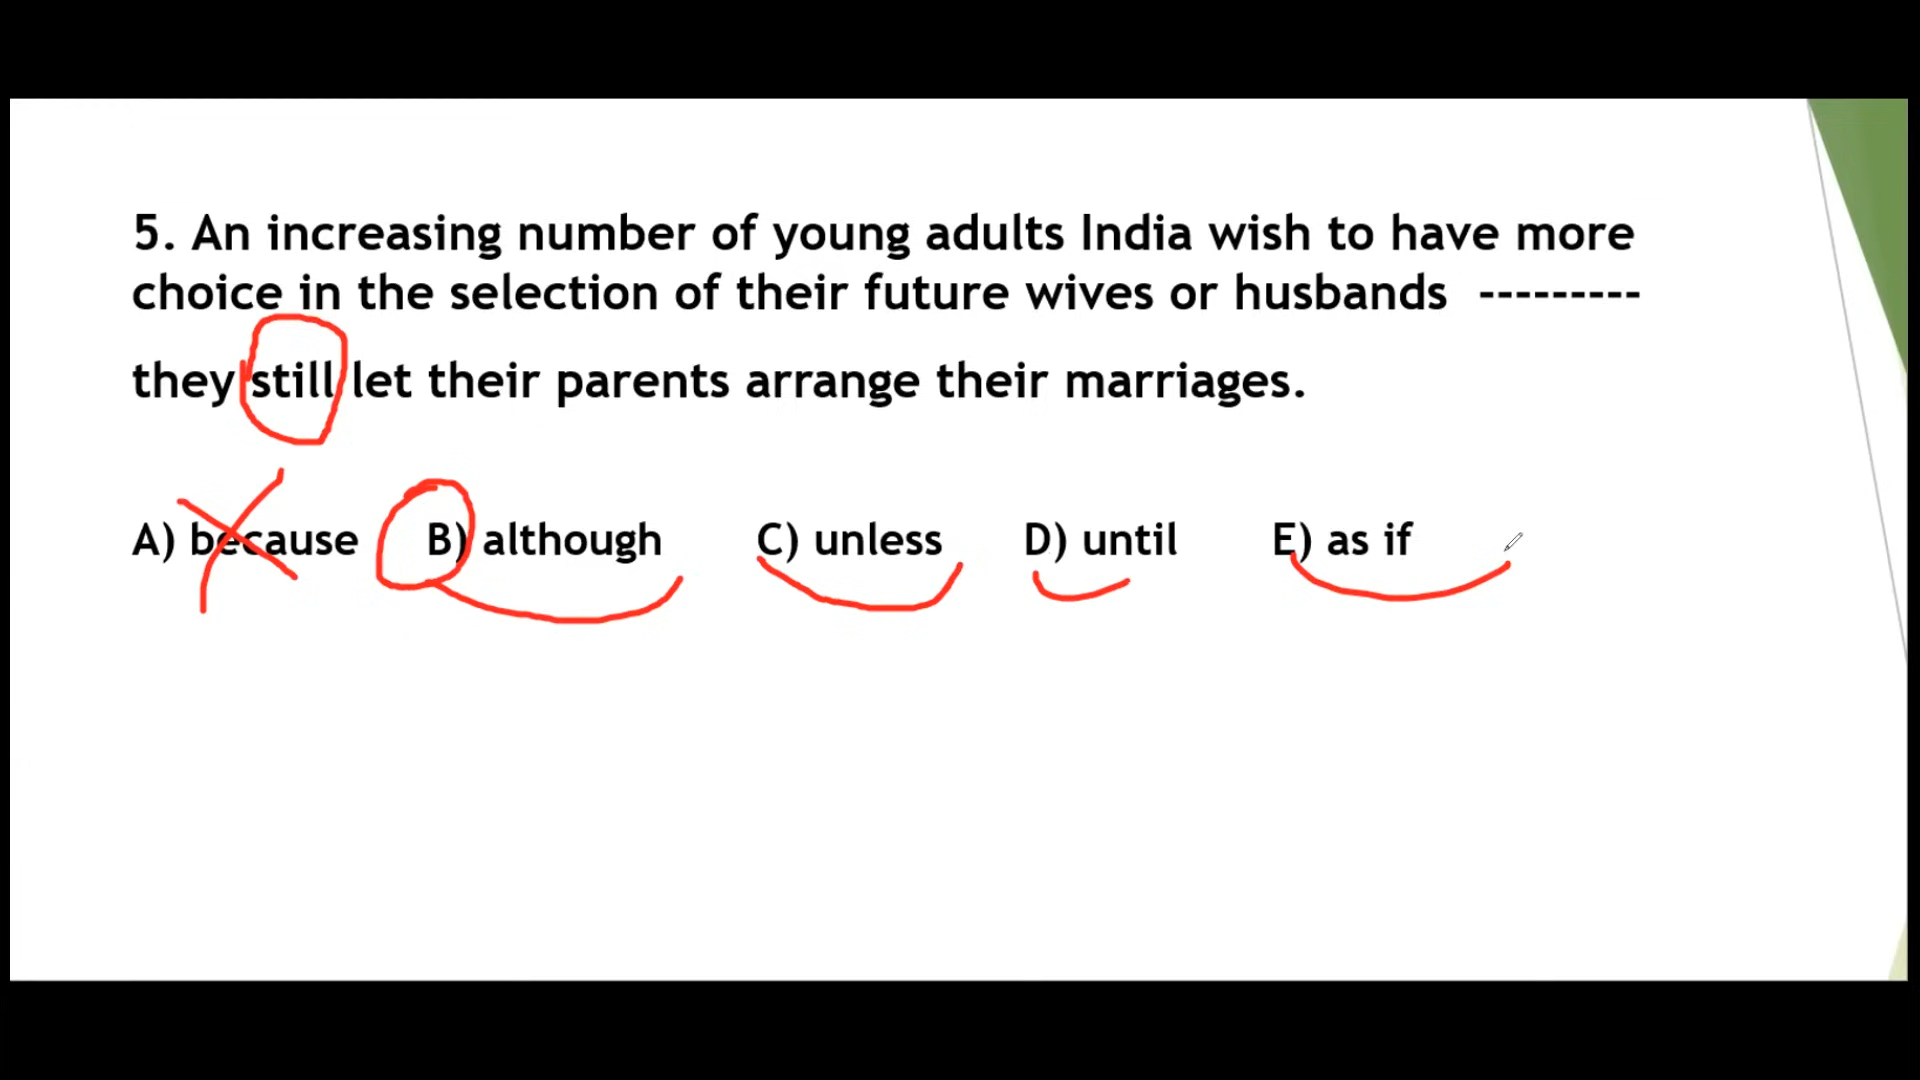 5. An increasing number of young adults India wish to have more
choice in the selection of their future wives or husbands ---------
they still let their parents arrange their marriages.
A) because B) although C) unless D) until E) as if